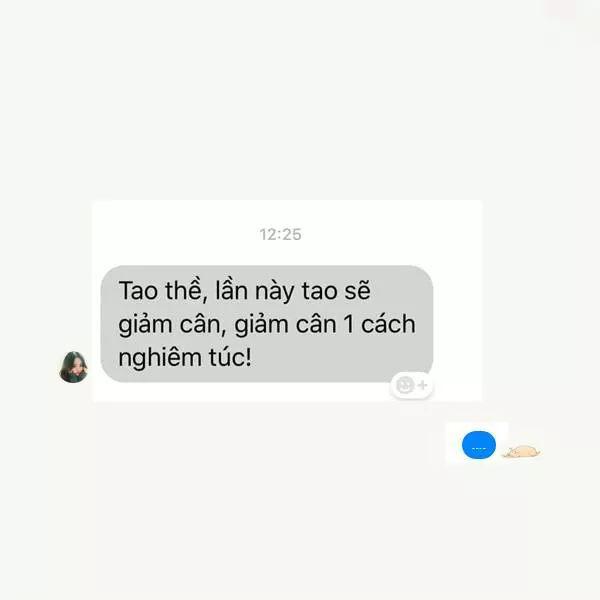 12:25
Tao thề, lần này tao sẽ
giảm cân, giảm cân 1 cách
nghiêm túc!
....